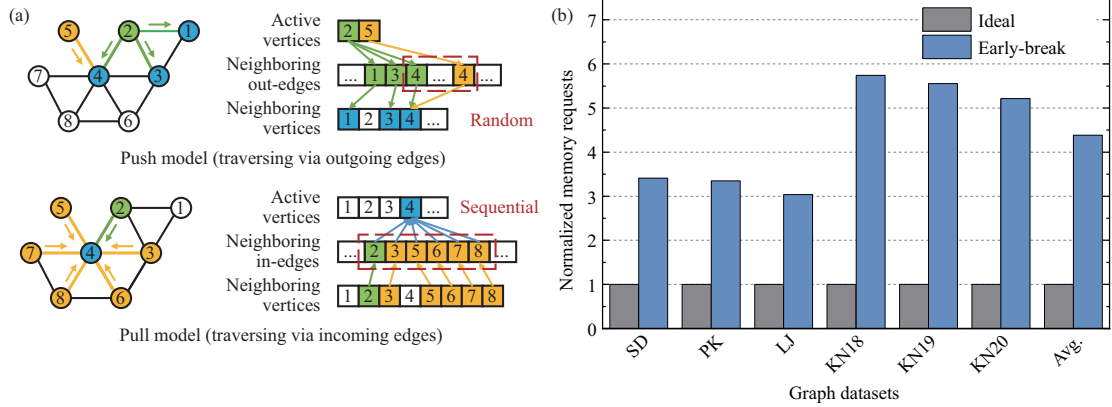 (a)
5
2
1
7
4
3
8
6
Active
vertices
2 5
Neighboring
out-edges
... 1 3 4 ... 4 ...
Neighboring
vertices
1 2 3 4 ...
Random
Push model (traversing via outgoing edges)
5
2
1
7
4
3
8
6
Active
vertices
1 2 3 4 ...
Sequential
Neighboring
in-edges
... 2 3 5 6 7 8 ...
Neighboring
vertices
1 2 3 4 5 6 7 8
Pull model (traversing via incoming edges)
(b)
Normalized memory requests
7
6
5
4
3
2
1
0
Ideal
Early-break
SD
PK
LJ
KN18
KN19
KN20
Avg.
Graph datasets